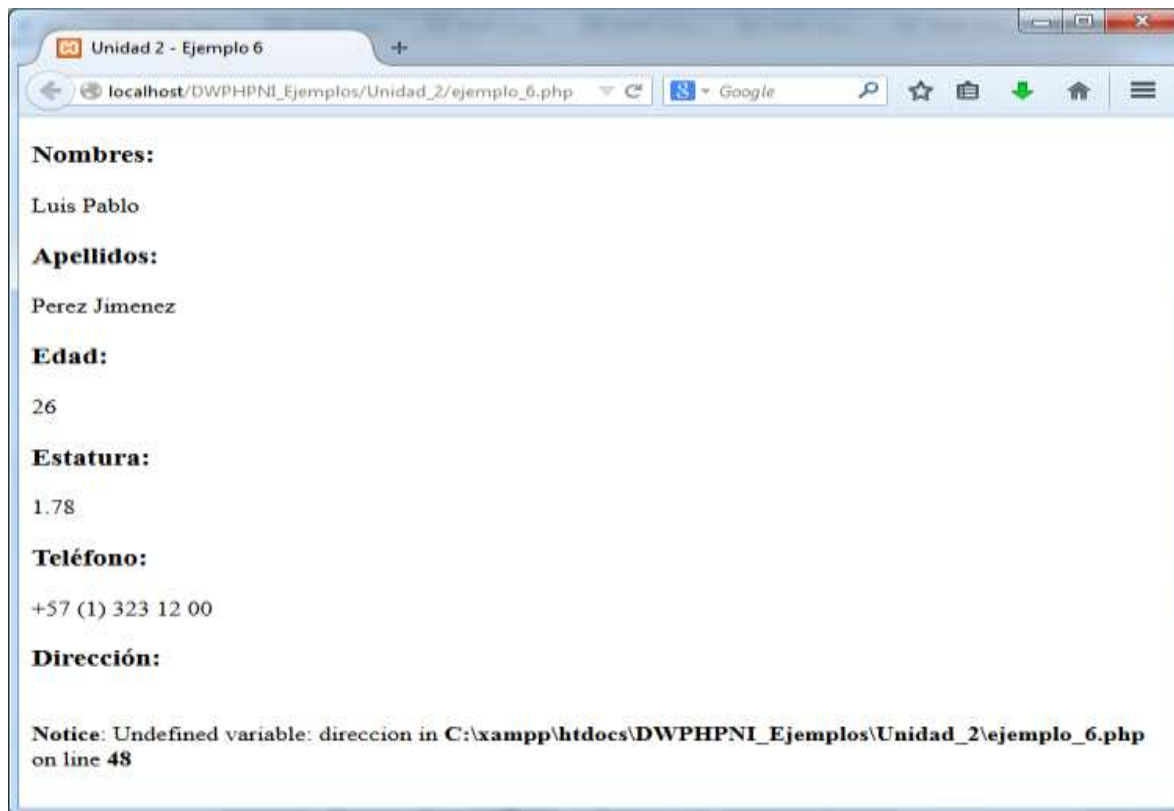 Unidad 2 - Ejemplo 6
localhost/DWPHPNI_Ejemplos/Unidad_2/ejemplo_6.php
Google
Nombres:
Luis Pablo
Apellidos:
Perez Jimenez
Edad:
26
Estatura:
1.78
Teléfono:
+57 (1) 323 12 00
Dirección:
Notice: Undefined variable: direccion in C:\xampp\htdocs\DWPHPNI_Ejemplos\Unidad_2\ejemplo_6.php
on line 48